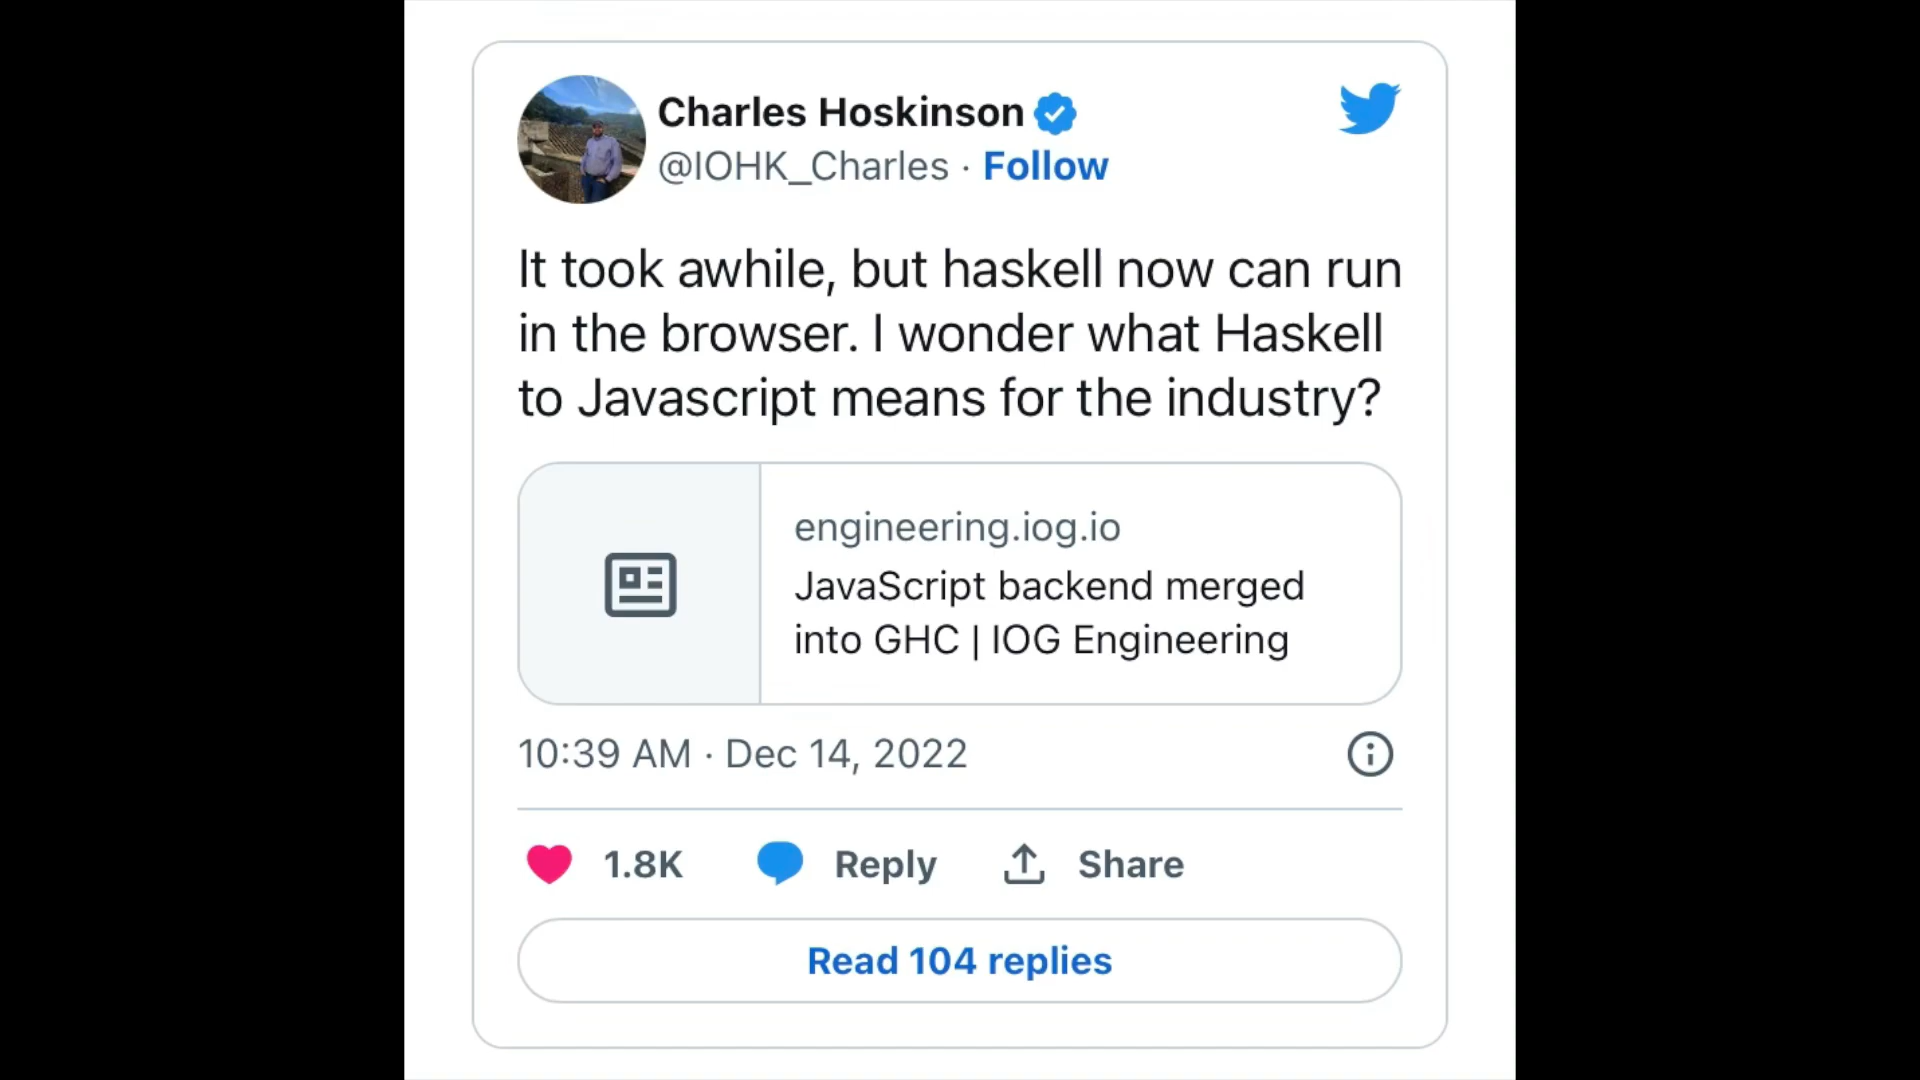 Charles Hoskinson
@IOHK_Charles · Follow
It took awhile, but haskell now can run
in the browser. I wonder what Haskell
to Javascript means for the industry?
engineering.iog.io
JavaScript backend merged
into GHC | IOG Engineering
10:39 AM · Dec 14, 2022
1.8K Reply Share
Read 104 replies